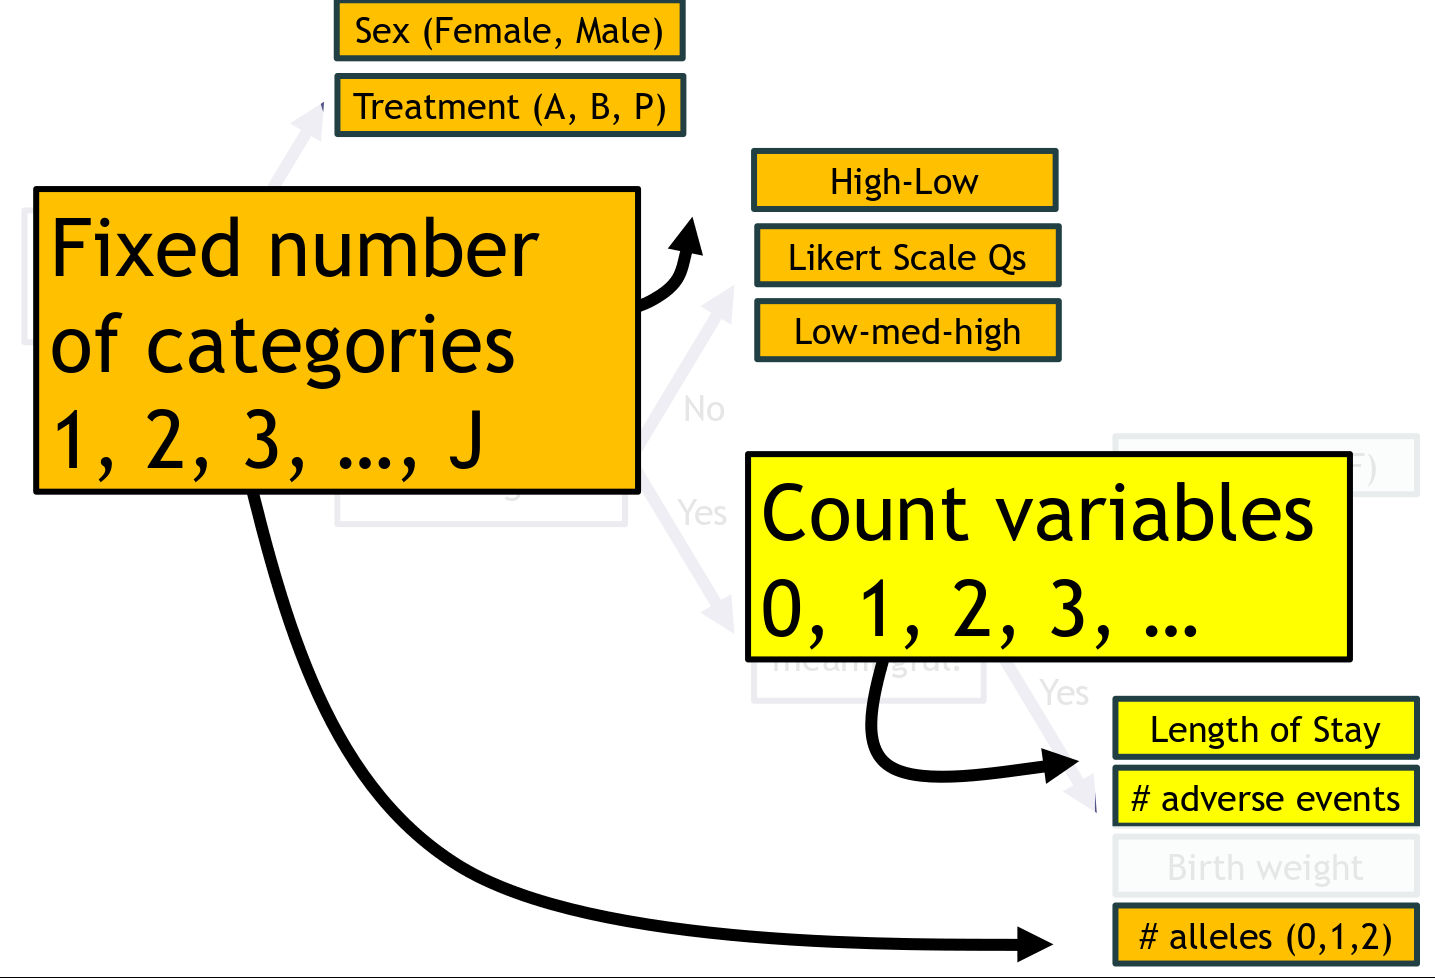 Sex (Female, Male)
Treatment (A, B, P)
Fixed number
of categories
1, 2, 3, …, J
High-Low
Likert Scale Qs
Low-med-high
No
Yes
F)
Count variables
0, 1, 2, 3, …
meaningful?
Yes
Length of Stay
# adverse events
Birth weight
# alleles (0,1,2)